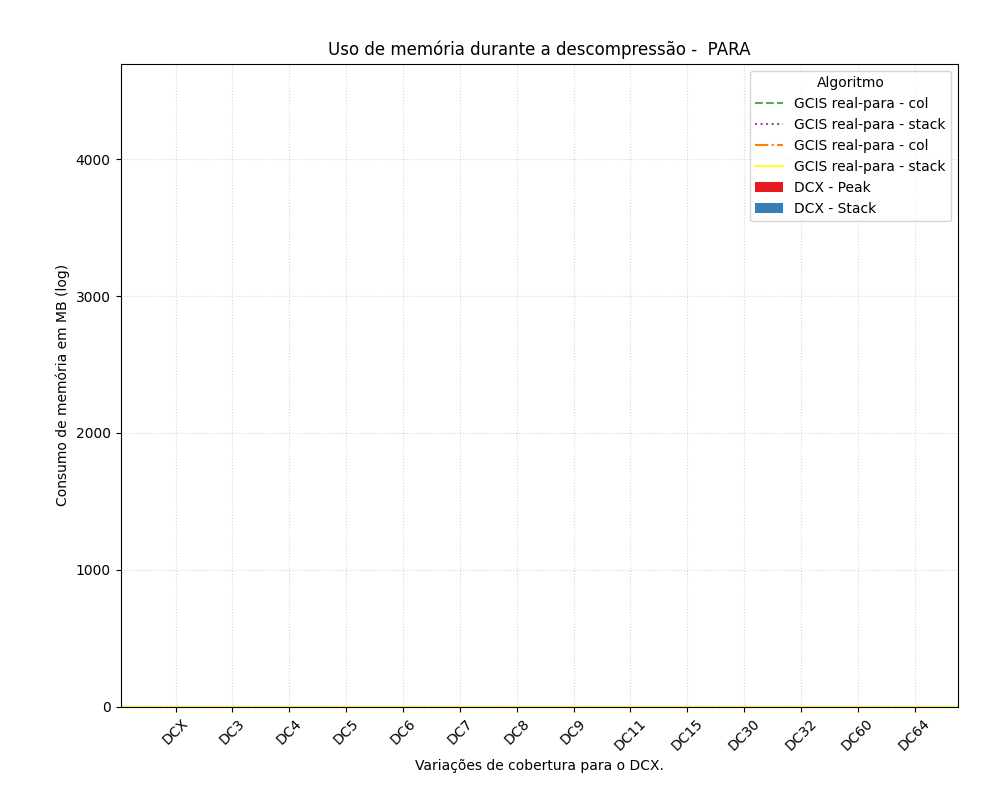 Uso de memória durante a descompressão -  PARA
Algoritmo
GCIS real-para - col
GCIS real-para - stack
GCIS real-para - col
GCIS real-para - stack
DCX - Peak
DCX - Stack
Consumo de memória em MB (log)
4000
3000
2000
1000
0
DCX
DC3
DC4
DC5
DC6
DC7
DC8
DC9
DC11
DC15
DC30
DC32
DC60
DC64
Variações de cobertura para o DCX.